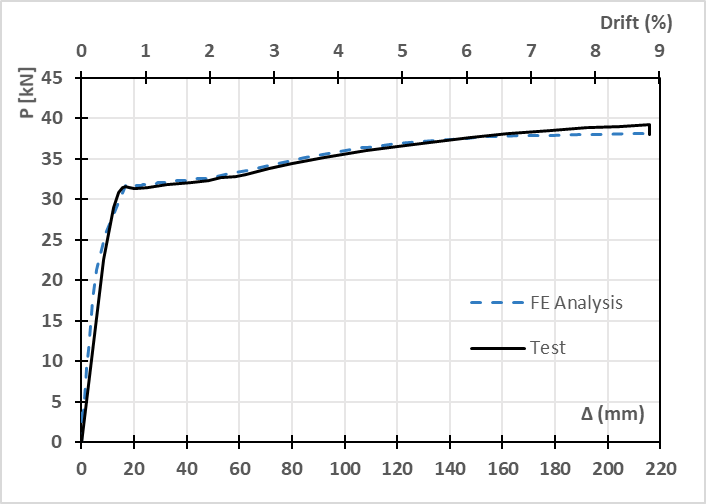 Drift (%)
0 1 2 3 4 5 6 7 8 9
P [kN]
45
40
35
30
25
20
15
10
5
0
FE Analysis
Test
Δ (mm)
0 20 40 60 80 100 120 140 160 180 200 220